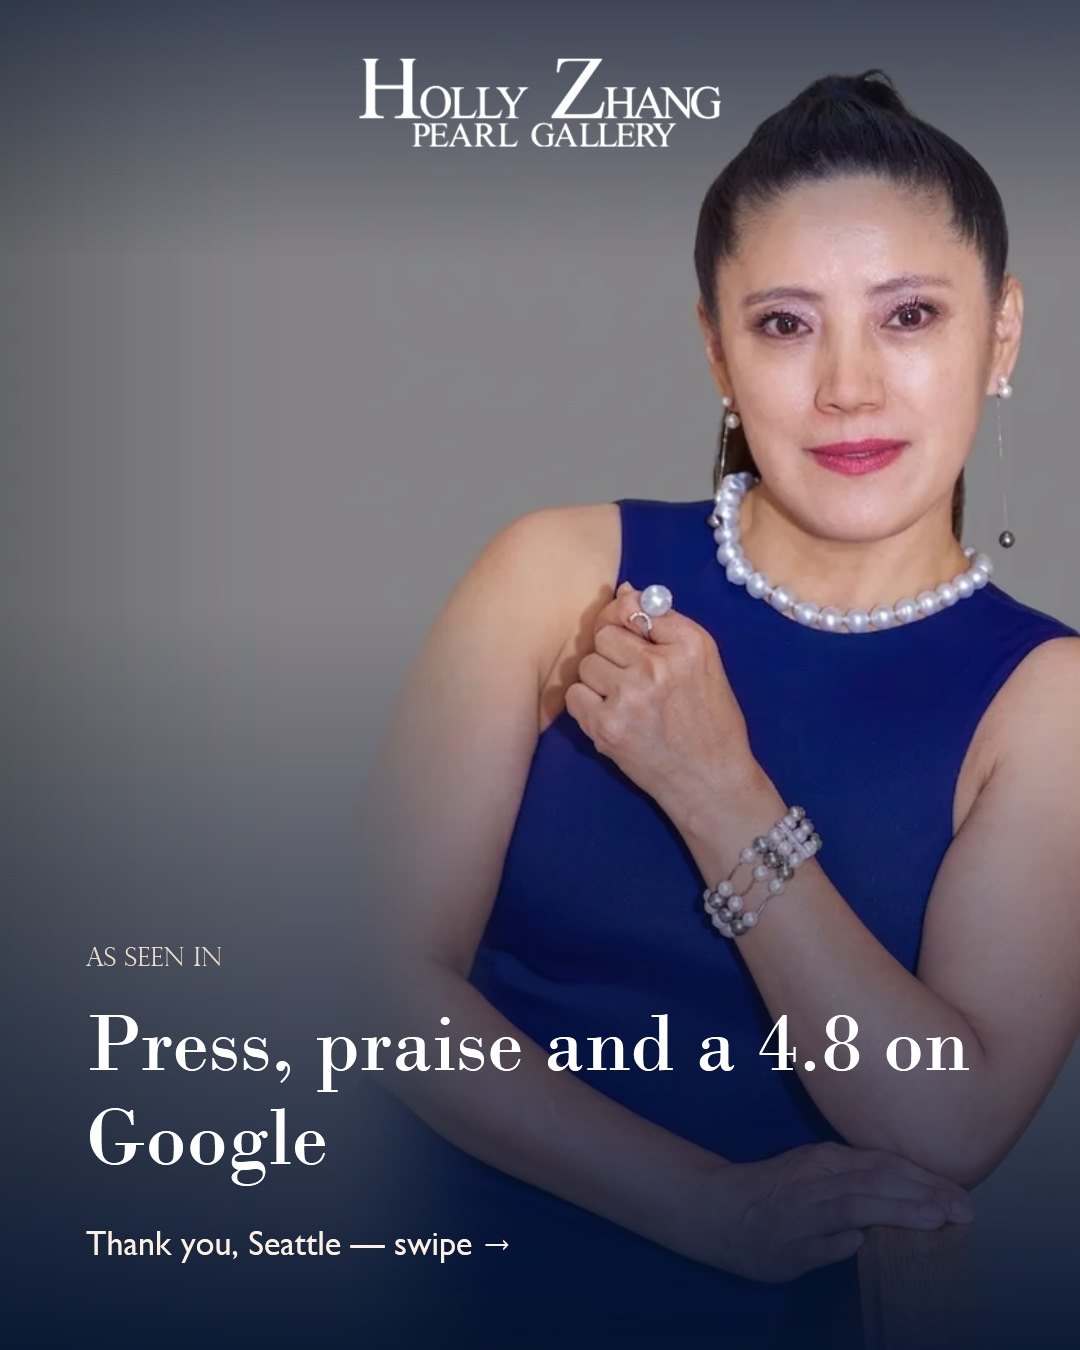 HOLLY ZHANG
PEARL GALLERY
AS SEEN IN
Press, praise and a 4.8 on
Google
Thank you, Seattle — swipe →